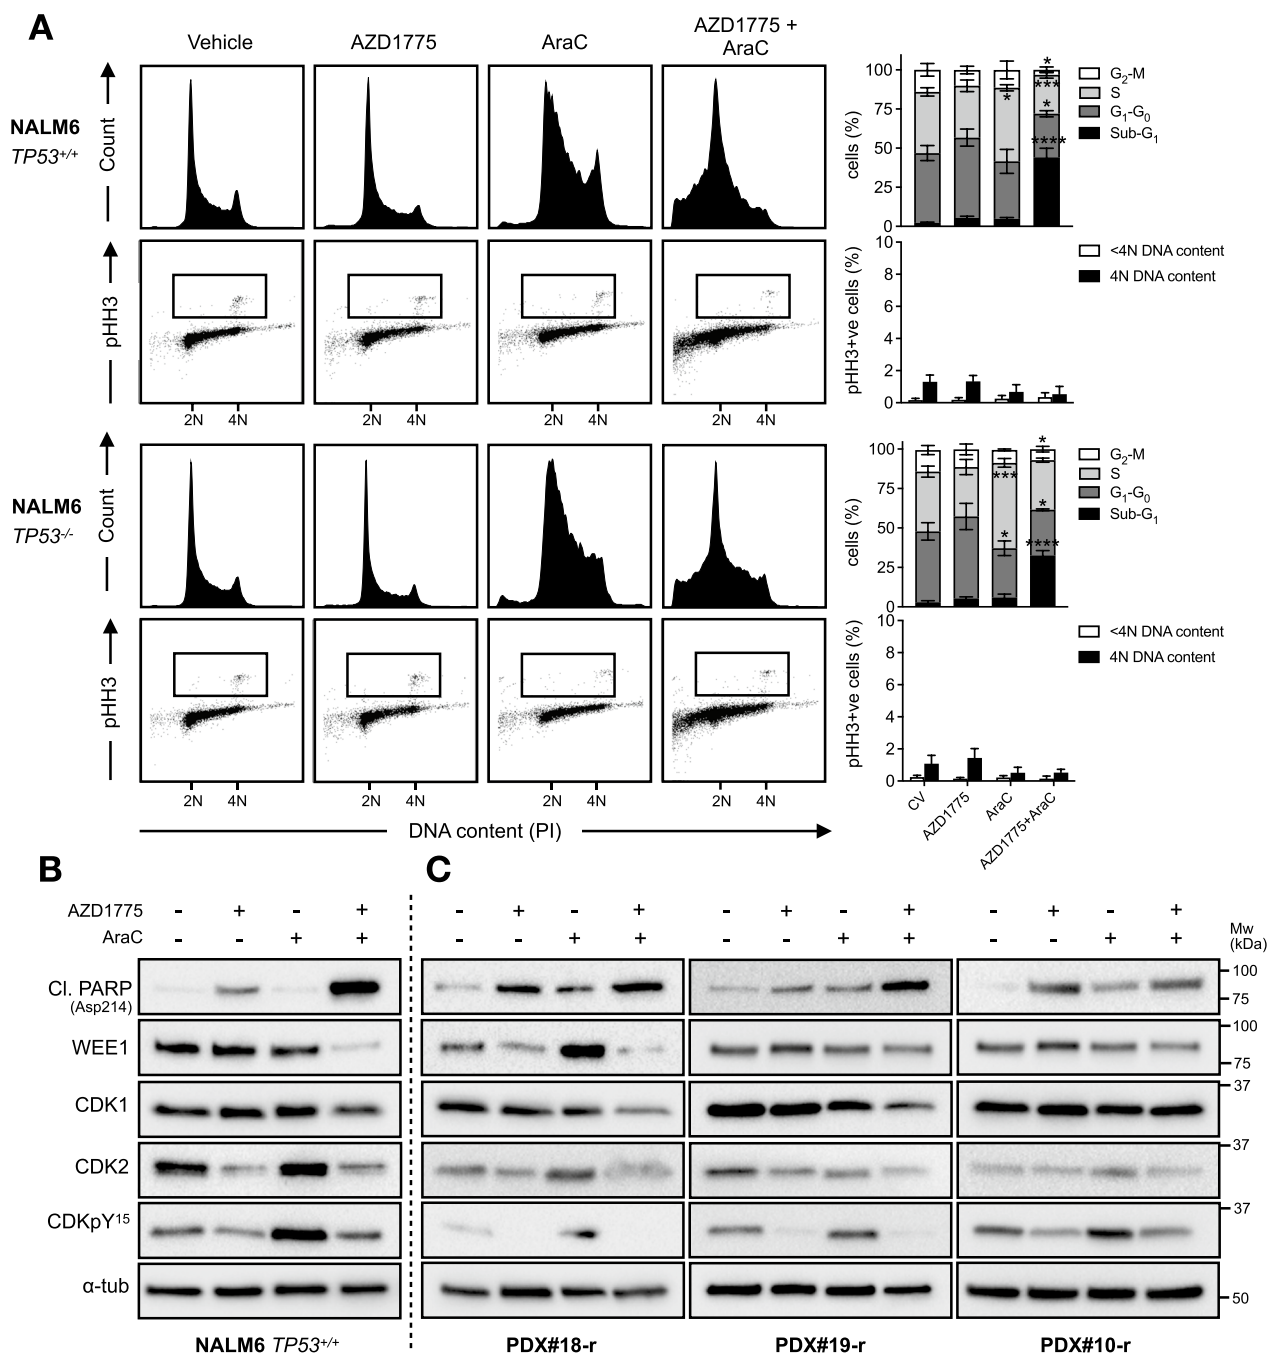 A
Vehicle
AZD1775
AraC
AZD1775 +
AraC
NALM6
TP53+/+
Count
100
75
50
25
0
cells (%)
*
***
*
****
*
G2-M
S
G1-G0
Sub-G1
pHH3
2N 4N
2N 4N
2N 4N
2N 4N
10
8
6
4
2
0
pHH3+ve cells (%)
<4N DNA content
4N DNA content
NALM6
TP53-/-
Count
100
75
50
25
0
cells (%)
***
*
*
*
****
G2-M
S
G1-G0
Sub-G1
pHH3
2N 4N
2N 4N
2N 4N
2N 4N
10
8
6
4
2
0
pHH3+ve cells (%)
<4N DNA content
4N DNA content
CV
AZD1775
AraC
AZD1775+AraC
DNA content (PI)
B
C
AZD1775 - + - + - + - + - + - + - + - +
AraC - - + + - - + + - - + + - - + +
Mw
(kDa)
Cl. PARP
(Asp214)
100
75
WEE1
100
75
CDK1
37
CDK2
37
CDKpY15
37
α-tub
50
NALM6 TP53+/+
PDX#18-r
PDX#19-r
PDX#10-r